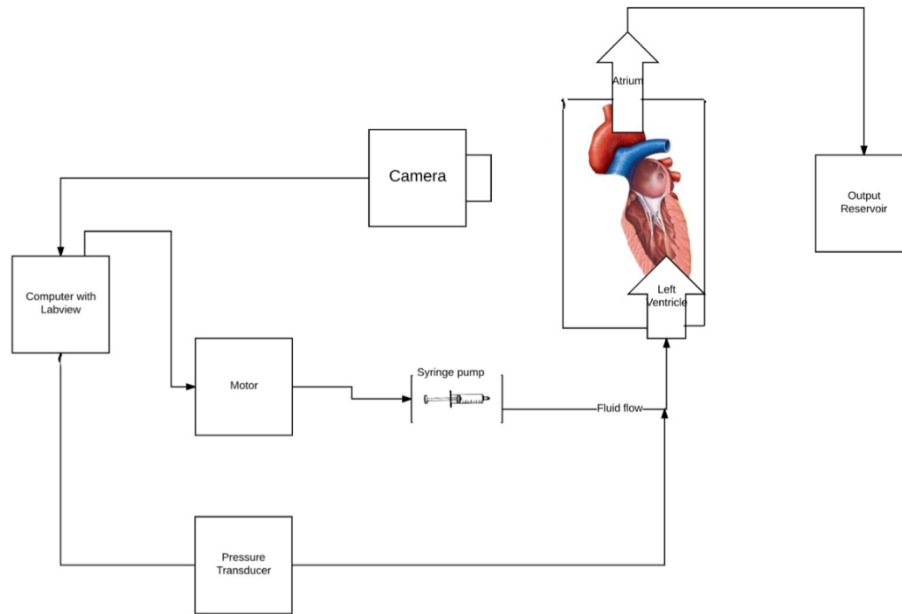 Atrium
Camera
Output
Reservoir
Computer with
Labview
Left
Ventricle
Motor
Syringe pump
Fluid flow
Pressure
Transducer